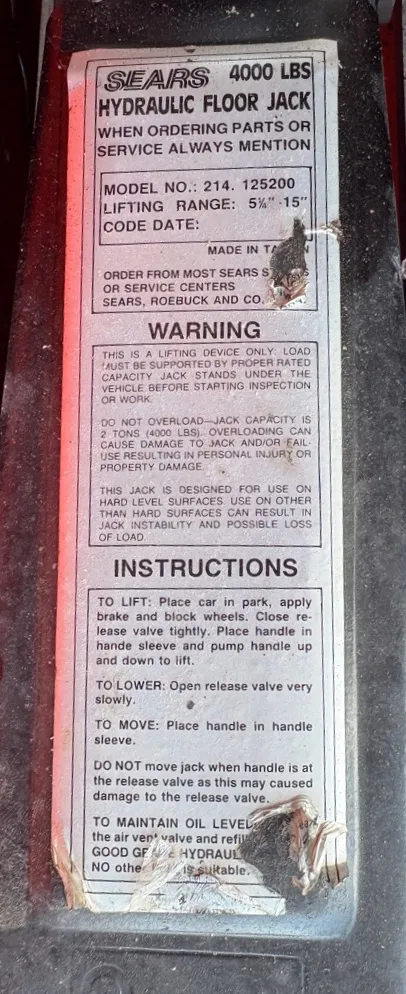 SEARS 4000 LBS
HYDRAULIC FLOOR JACK
WHEN ORDERING PARTS OR
SERVICE ALWAYS MENTION
MODEL NO.: 214. 125200
LIFTING RANGE: 5¼" 15"
CODE DATE:
MADE IN
ORDER FROM MOST SEARS
OR SERVICE CENTERS
SEARS, ROEBUCK AND CO.
WARNING
THIS IS A LIFTING DEVICE ONLY: LOAD
MUST BE SUPPORTED BY PROPER RATED
CAPACITY JACK STANDS UNDER THE
VEHICLE BEFORE STARTING INSPECTION
OR WORK.
DO NOT OVERLOAD—JACK CAPACITY IS
2 TONS (4000 LBS). OVERLOADING CAN
CAUSE DAMAGE TO JACK AND/OR FAIL-
USE RESULTING IN PERSONAL INJURY OR
PROPERTY DAMAGE.
THIS JACK IS DESIGNED FOR USE ON
HARD LEVEL SURFACES. USE ON OTHER
THAN HARD SURFACES CAN RESULT IN
JACK INSTABILITY AND POSSIBLE LOSS
OF LOAD.
INSTRUCTIONS
TO LIFT: Place car in park, apply
brake and block wheels. Close re-
lease valve tightly. Place handle in
hande sleeve and pump handle up
and down to lift.
TO LOWER: Open release valve very
slowly.
TO MOVE: Place handle in handle
sleeve.
DO NOT move jack when handle is at
the release valve as this may caused
damage to the release valve.
TO MAINTAIN OIL LEVEL
the air vent valve and refill
GOOD HYDRAUL
NO other is suitable.